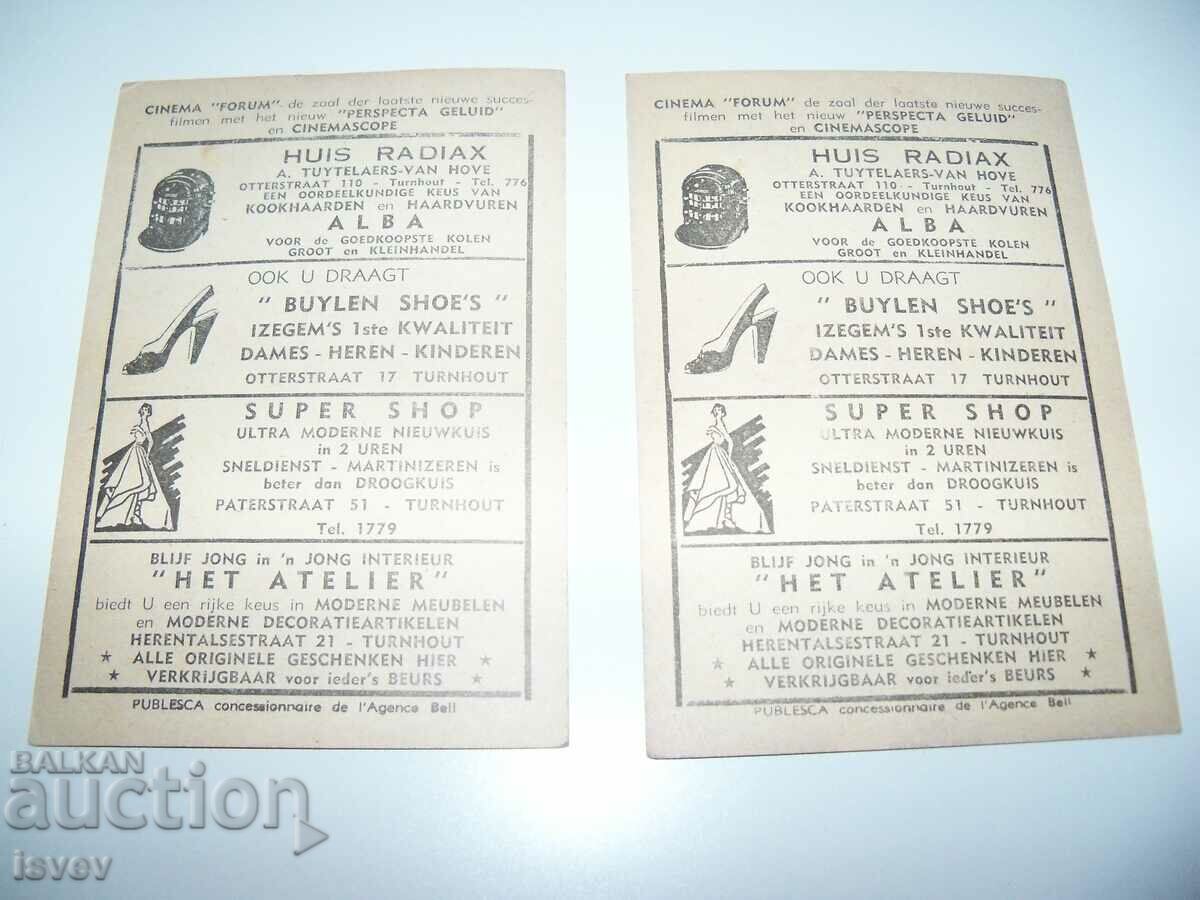 CINEMA "FORUM" de zaal der laatste nieuwe succes-
filmen met het nieuw "PERSPECTA GELUID"
en CINEMASCOPE
HUIS RADIAX
A. TUYTELAERS-VAN HOVE
OTTERSTRAAT 110 - Turnhout - Tel. 776
EEN OORDEELKUNDIGE KEUS VAN
KOOKHAARDEN en HAARDVUREN
ALBA
VOOR de GOEDKOOPSTE KOLEN
GROOT en KLEINHANDEL
OOK U DRAAGT
" BUYLEN SHOE'S "
IZEGEM'S 1ste KWALITEIT
DAMES - HEREN - KINDEREN
OTTERSTRAAT 17 TURNHOUT
SUPER SHOP
ULTRA MODERNE NIEUWKUIS
in 2 UREN
SNELDIENST - MARTINIZEREN is
beter dan DROOGKUIS
PATERSTRAAT 51 - TURNHOUT
Tel. 1779
BLIJF JONG in 'n JONG INTERIEUR
"HET ATELIER"
biedt U een rijke keus in MODERNE MEUBELEN
en MODERNE DECORATIEARTIKELEN
HERENTALSESTRAAT 21 - TURNHOUT
ALLE ORIGINELE GESCHENKEN HIER
VERKRIJGBAAR voor ieder's BEURS
PUBLESCA concessionnaire de l'Agence Bell
CINEMA "FORUM" de zaal der laatste nieuwe succes-
filmen met het nieuw "PERSPECTA GELUID"
en CINEMASCOPE
HUIS RADIAX
A. TUYTELAERS-VAN HOVE
OTTERSTRAAT 110 - Turnhout - Tel. 776
EEN OORDEELKUNDIGE KEUS VAN
KOOKHAARDEN en HAARDVUREN
ALBA
VOOR de GOEDKOOPSTE KOLEN
GROOT en KLEINHANDEL
OOK U DRAAGT
" BUYLEN SHOE'S "
IZEGEM'S 1ste KWALITEIT
DAMES - HEREN - KINDEREN
OTTERSTRAAT 17 TURNHOUT
SUPER SHOP
ULTRA MODERNE NIEUWKUIS
in 2 UREN
SNELDIENST - MARTINIZEREN is
beter dan DROOGKUIS
PATERSTRAAT 51 - TURNHOUT
Tel. 1779
BLIJF JONG in 'n JONG INTERIEUR
"HET ATELIER"
biedt U een rijke keus in MODERNE MEUBELEN
en MODERNE DECORATIEARTIKELEN
HERENTALSESTRAAT 21 - TURNHOUT
ALLE ORIGINELE GESCHENKEN HIER
VERKRIJGBAAR voor ieder's BEURS
PUBLESCA concessionnaire de l'Agence Bell
BALKAN
auction
isvev